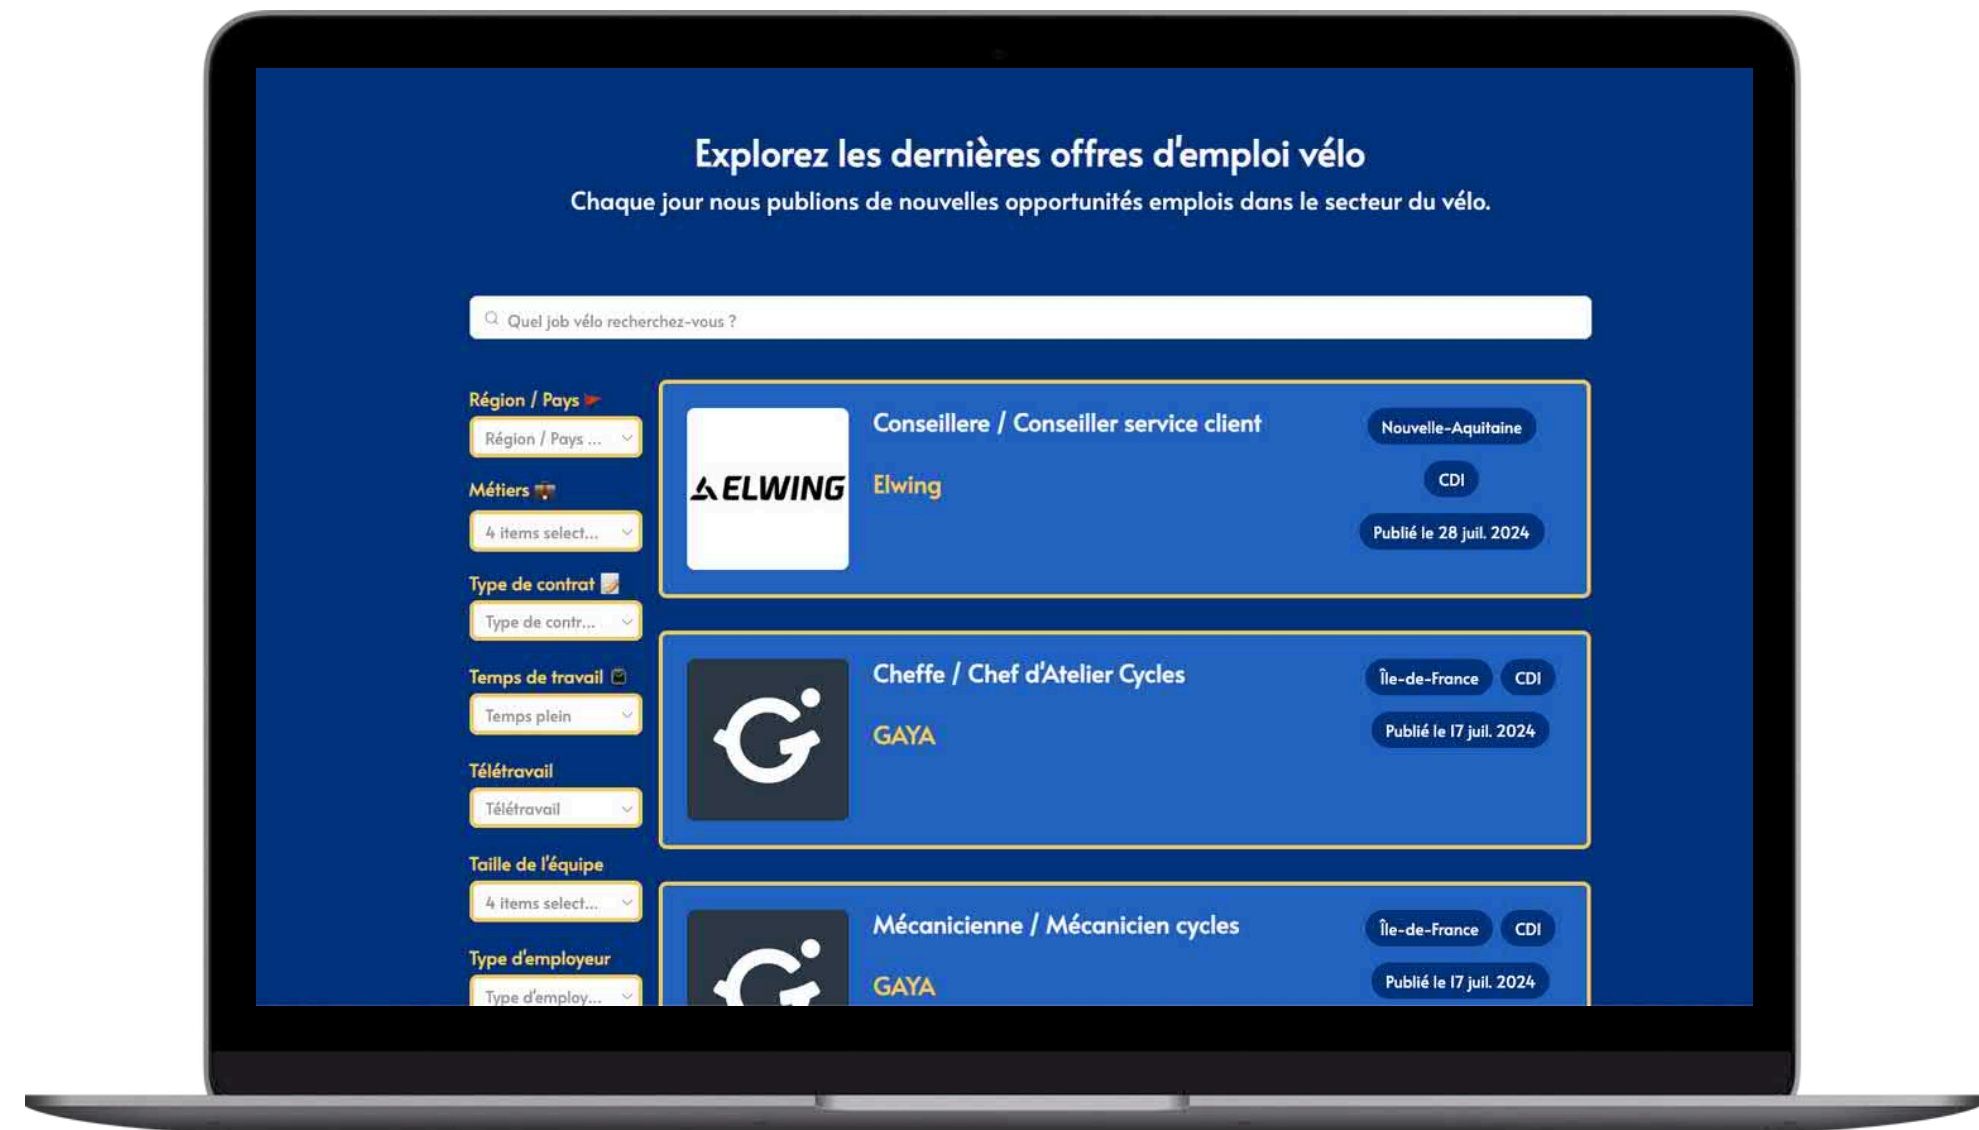 Explorez les dernières offres d'emploi vélo
Chaque jour nous publions de nouvelles opportunités emplois dans le secteur du vélo.
Quel job vélo recherchez-vous ?
Région / Pays
Région / Pays ...
Métiers
4 items select...
Type de contrat
Type de contr...
Temps de travail
Temps plein
Télétravail
Télétravail
Taille de l'équipe
4 items select...
Type d'employeur
Type d'employ...
ELWING
Conseillere / Conseiller service client
Elwing
Nouvelle-Aquitaine
CDI
Publié le 28 juil. 2024
Cheffe / Chef d'Atelier Cycles
GAYA
Île-de-France CDI
Publié le 17 juil. 2024
Mécanicienne / Mécanicien cycles
GAYA
Île-de-France CDI
Publié le 17 juil. 2024